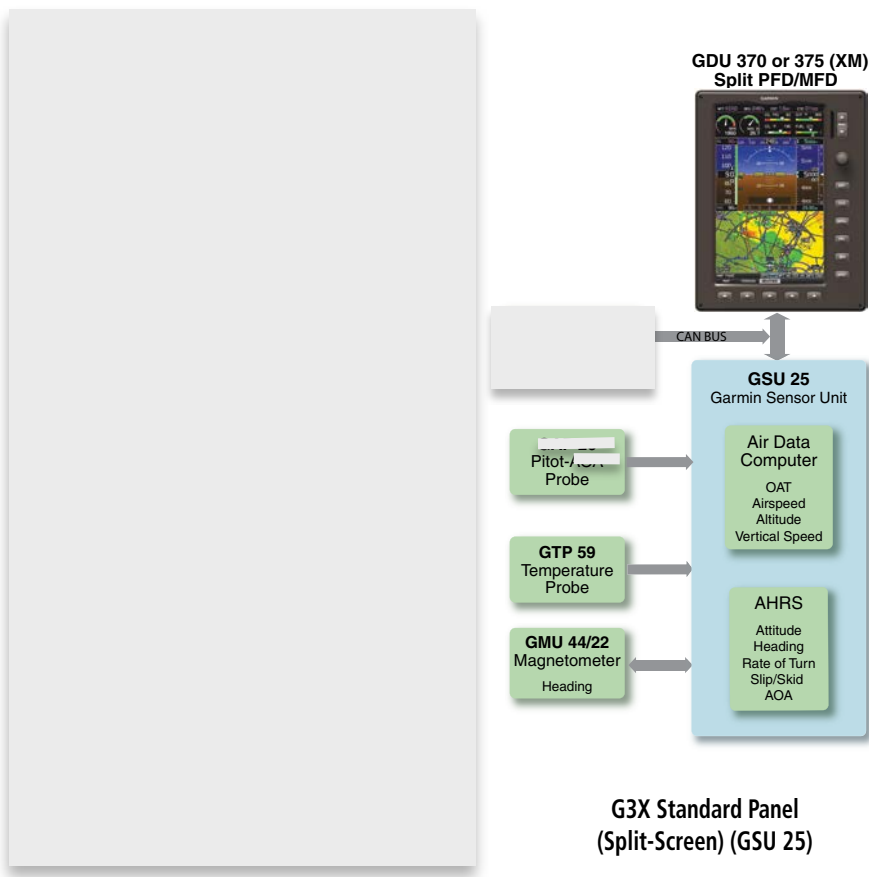 GDU 370 or 375 (XM)
Split PFD/MFD
GARMIN
CAN BUS
GSU 25
Garmin Sensor Unit
Pitot-
Probe
Air Data
Computer
OAT
Airspeed
Altitude
Vertical Speed
GTP 59
Temperature
Probe
AHRS
Attitude
Heading
Rate of Turn
Slip/Skid
AOA
GMU 44/22
Magnetometer
Heading
G3X Standard Panel
(Split-Screen) (GSU 25)